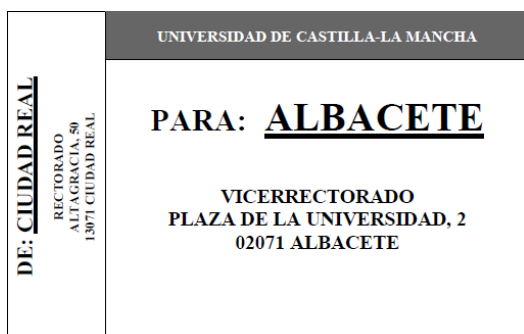 UNIVERSIDAD DE CASTILLA-LA MANCHA
DE: CIUDAD REAL
RECTORADO
ALTAGRACIA, 50
13071 CIUDAD REAL
PARA: ALBACETE
VICERRECTORADO
PLAZA DE LA UNIVERSIDAD, 2
02071 ALBACETE